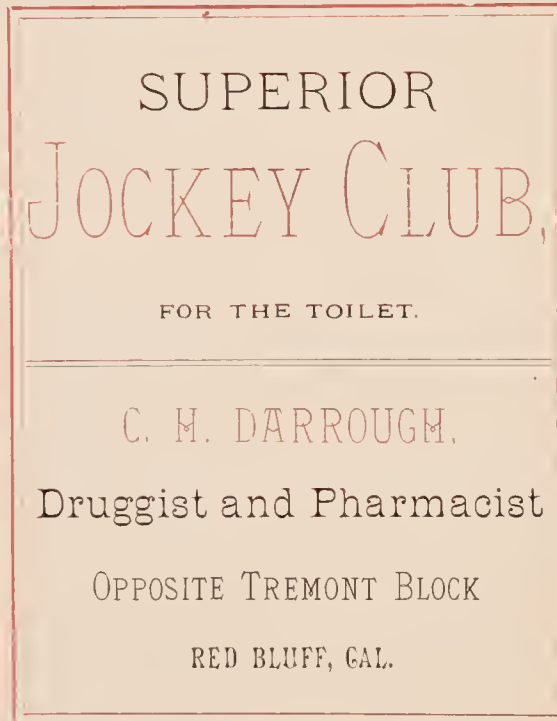 SUPERIOR
JOCKEY CLUB,
FOR THE TOILET.
C. H. DARROUGH.
Druggist and Pharmacist
OPPOSITE TREMONT BLOCK
RED BLUFF, CAL.